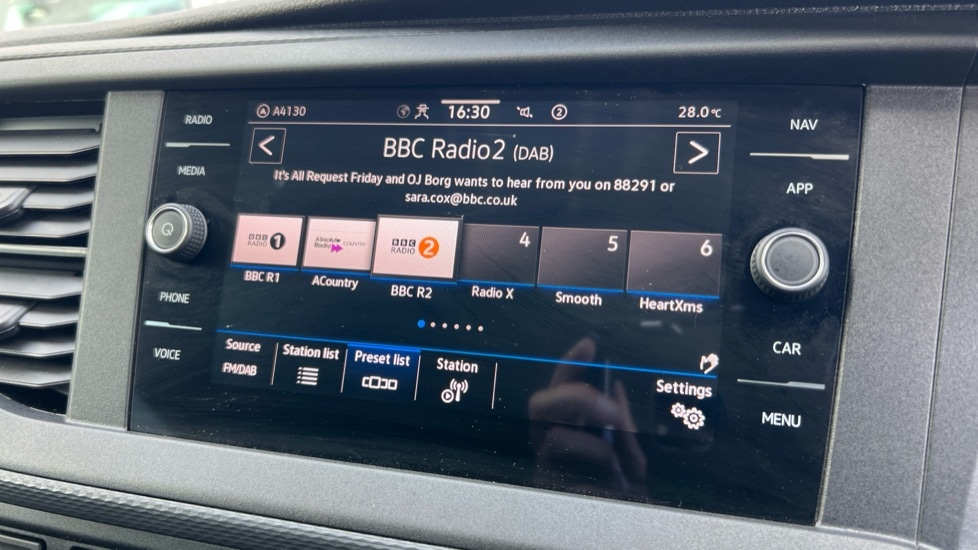 RADIO
MEDIA
PHONE
VOICE
A A4130
16:30
2
28.0°C
<
BBC Radio2 (DAB)
>
It's All Request Friday and OJ Borg wants to hear from you on 88291 or
sara.cox@bbc.co.uk
BBC
RADIO 1
Absolute
Radio COUNTRY
BBC
RADIO 2
4
5
6
BBC R1
ACountry
BBC R2
Radio X
Smooth
HeartXms
Source
FM/DAB
Station list
Preset list
Station
Settings
NAV
APP
CAR
MENU